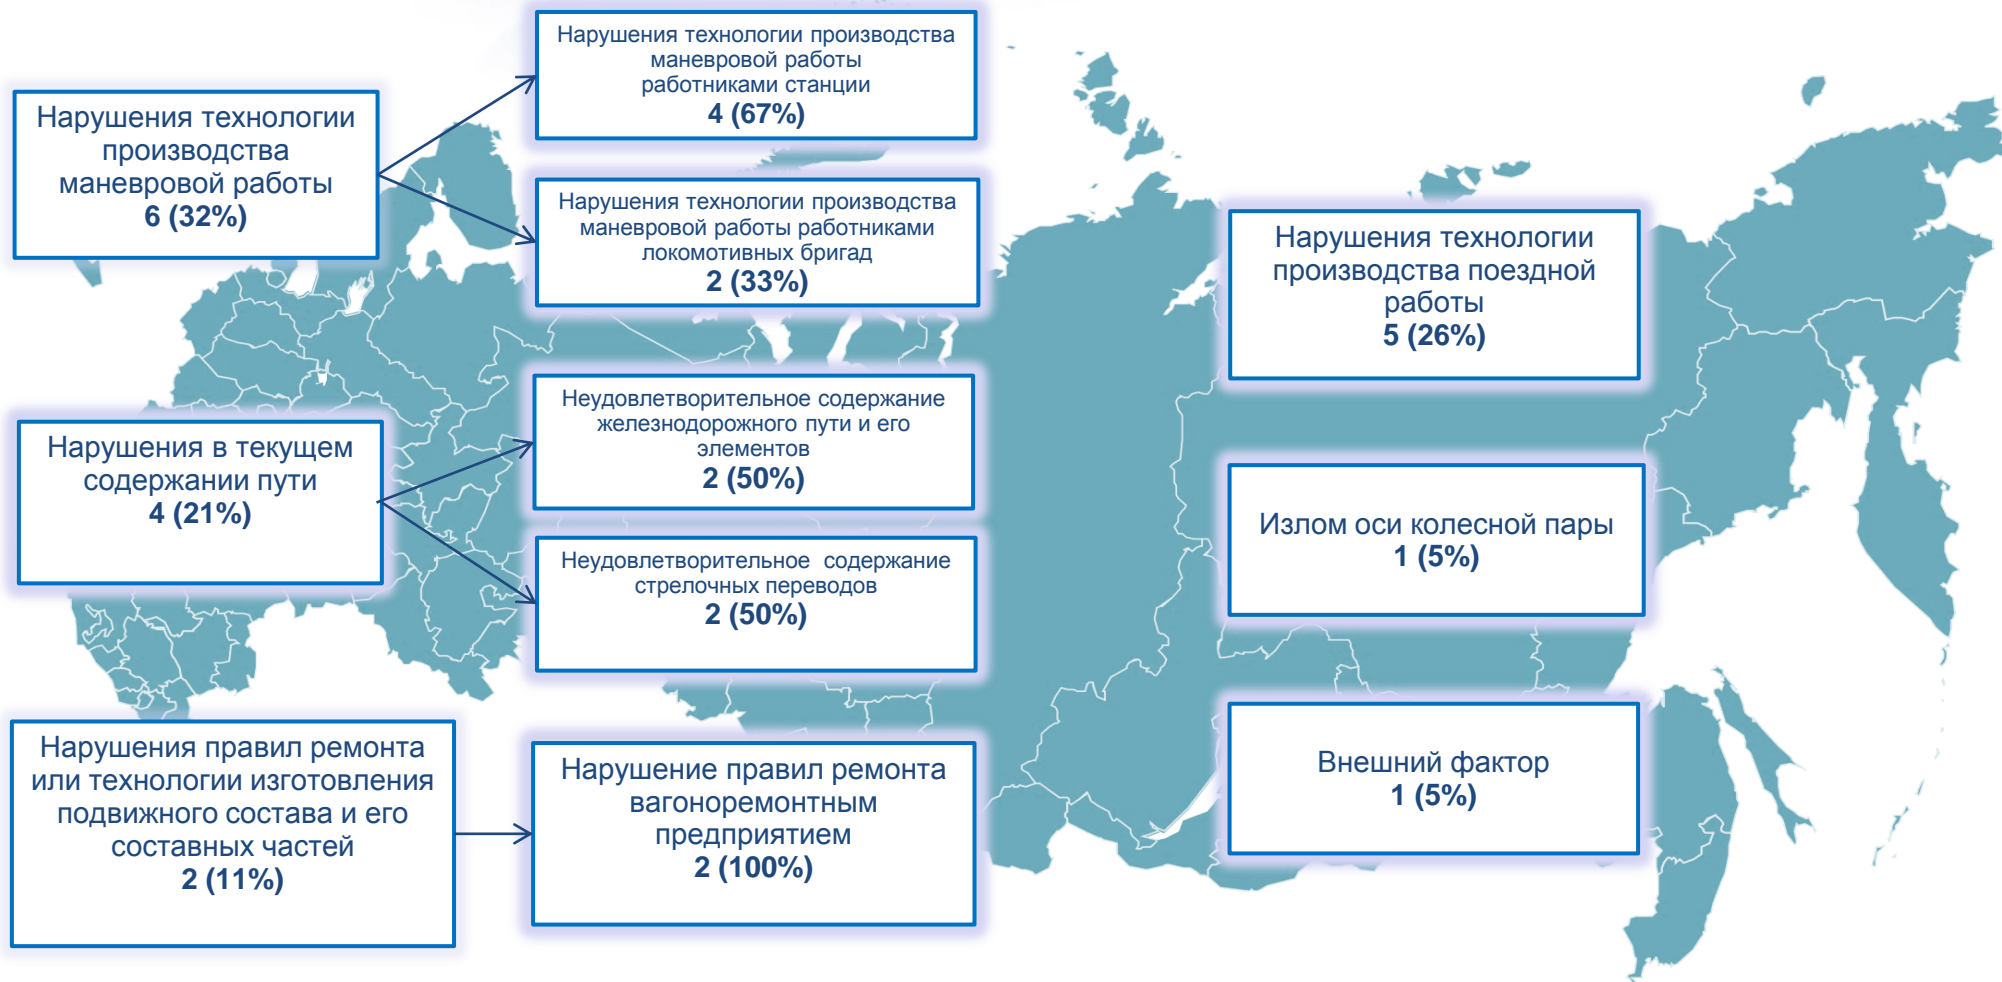 Нарушения технологии
производства
маневровой работы
6 (32%)
Нарушения технологии производства
маневровой работы
работниками станции
4 (67%)
Нарушения технологии производства
маневровой работы работниками
локомотивных бригад
2 (33%)
Нарушения в текущем
содержании пути
4 (21%)
Неудовлетворительное содержание
железнодорожного пути и его
элементов
2 (50%)
Неудовлетворительное содержание
стрелочных переводов
2 (50%)
Нарушения правил ремонта
или технологии изготовления
подвижного состава и его
составных частей
2 (11%)
Нарушение правил ремонта
вагоноремонтным
предприятием
2 (100%)
Нарушения технологии
производства поездной
работы
5 (26%)
Излом оси колесной пары
1 (5%)
Внешний фактор
1 (5%)